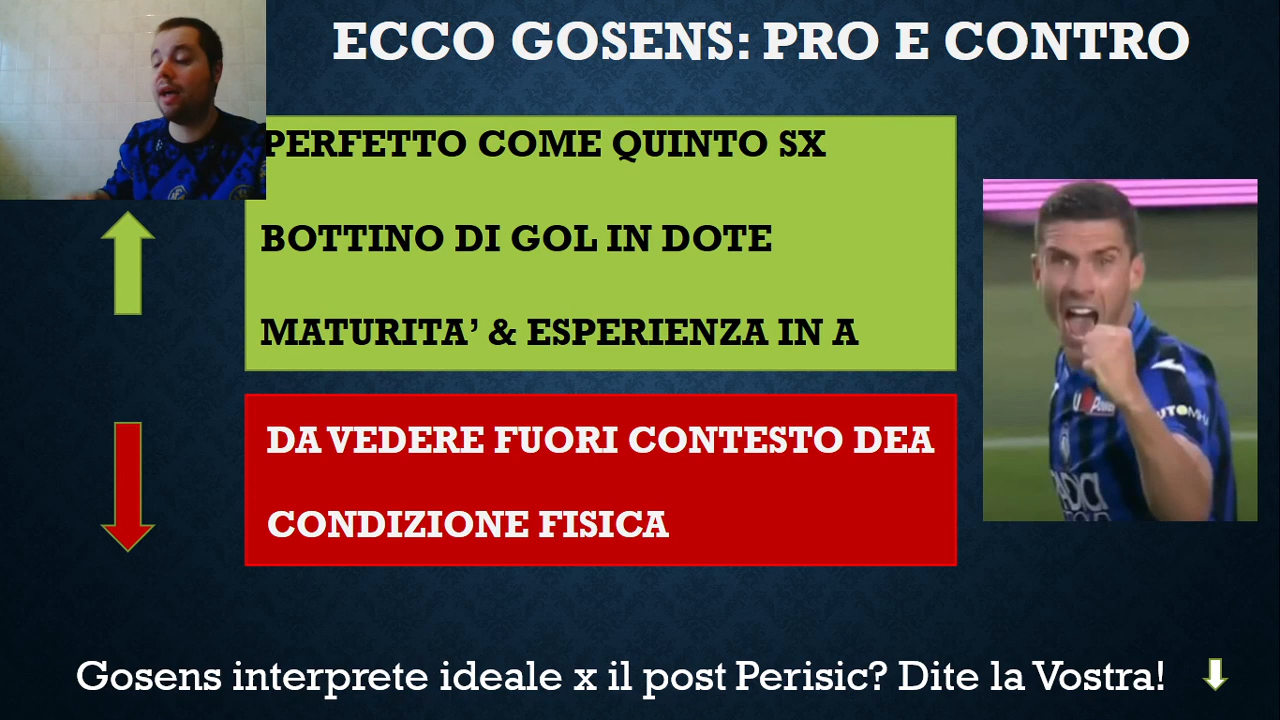 ECCO GOSENS: PRO E CONTRO
PERFETTO COME QUINTO SX
BOTTINO DI GOL IN DOTE
MATURITA' & ESPERIENZA IN A
DA VEDERE FUORI CONTESTO DEA
CONDIZIONE FISICA
Gosens interprete ideale x il post Perisic? Dite la Vostra!